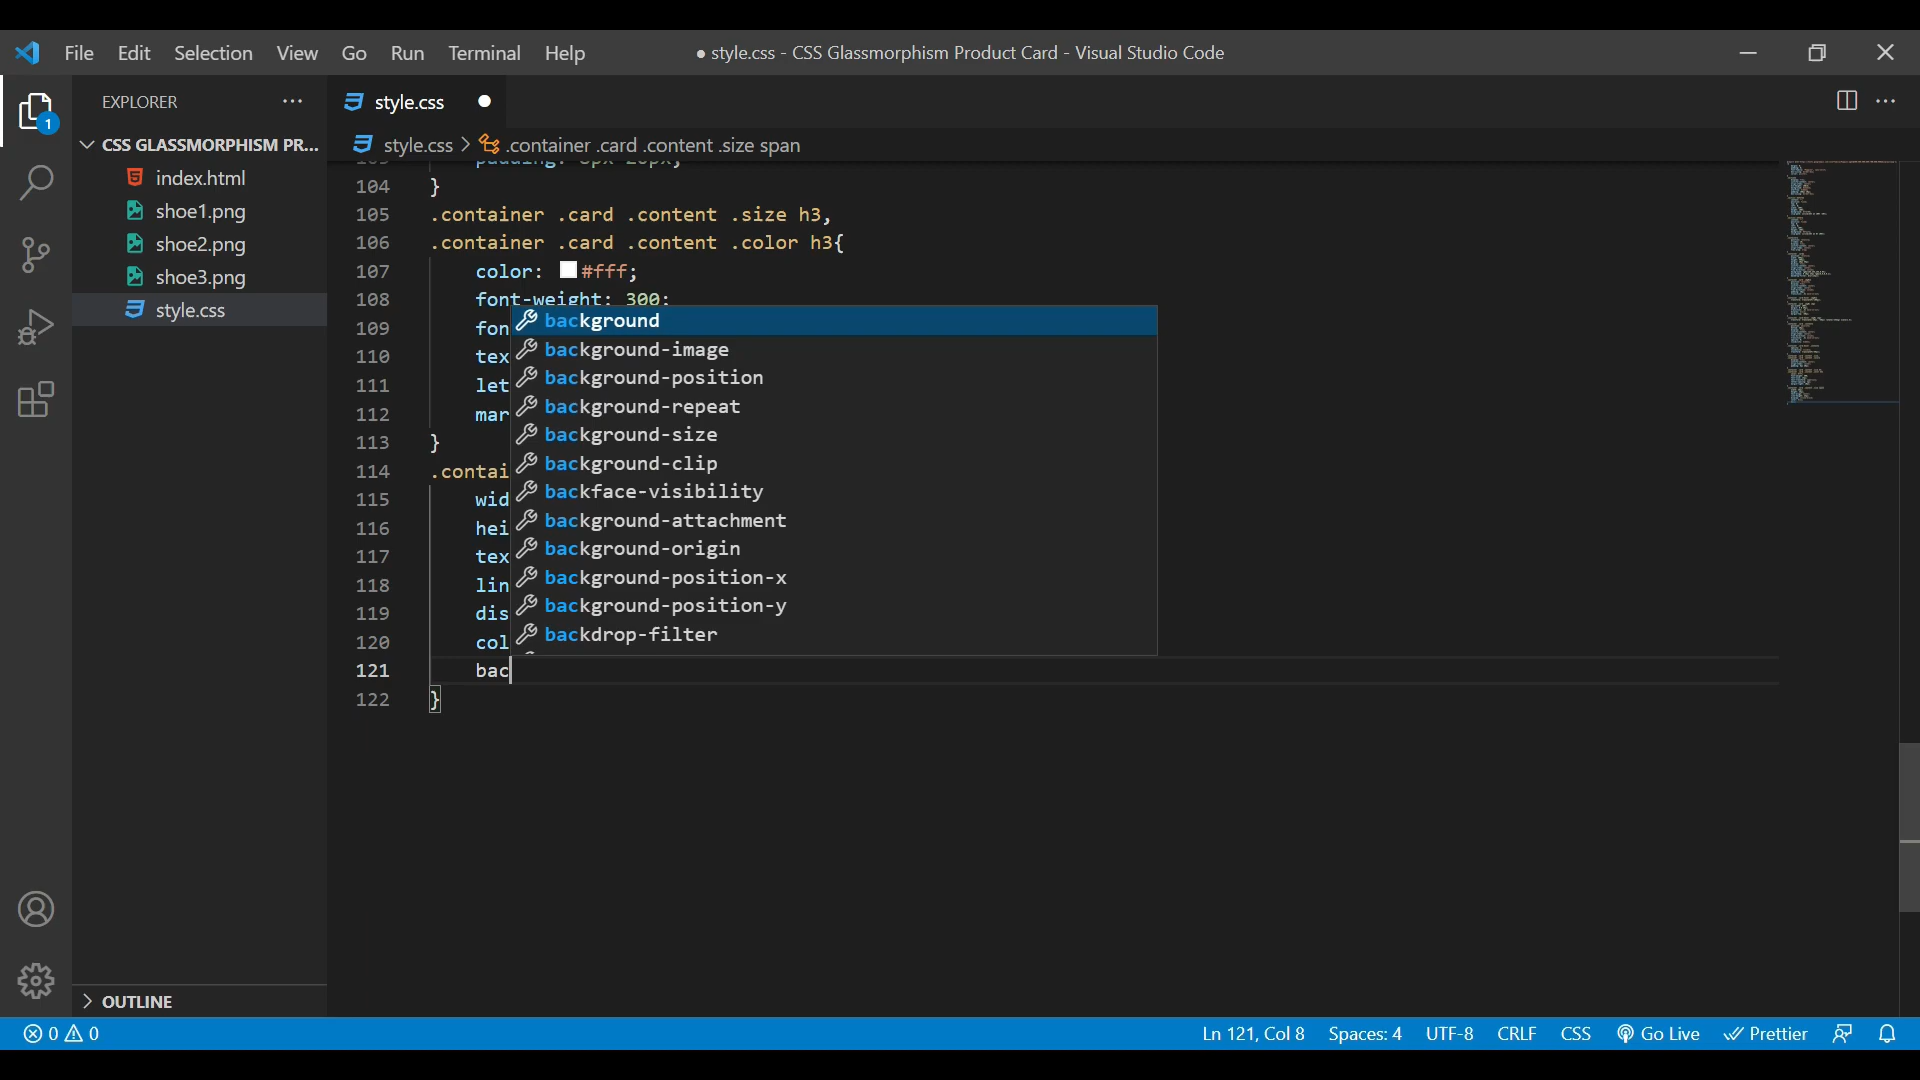 File Edit Selection View Go Run Terminal Help ● style.css - CSS Glassmorphism Product Card - Visual Studio Code
EXPLORER ···
style.css ●
CSS GLASSMORPHISM PR...
style.css > .container .card .content .size span
1
index.html
shoe1.png
shoe2.png
shoe3.png
style.css
OUTLINE
104 }
105 .container .card .content .size h3,
106 .container .card .content .color h3{
107 color: #fff;
108 font-weight: 300;
109 fon
110 tex
111 let
112 mar
113 }
114 .contai
115 wid
116 hei
117 tex
118 lin
119 dis
120 col
121 bac
122 }
background
background-image
background-position
background-repeat
background-size
background-clip
backface-visibility
background-attachment
background-origin
background-position-x
background-position-y
backdrop-filter
0 0 Ln 121, Col 8 Spaces: 4 UTF-8 CRLF CSS Go Live Prettier